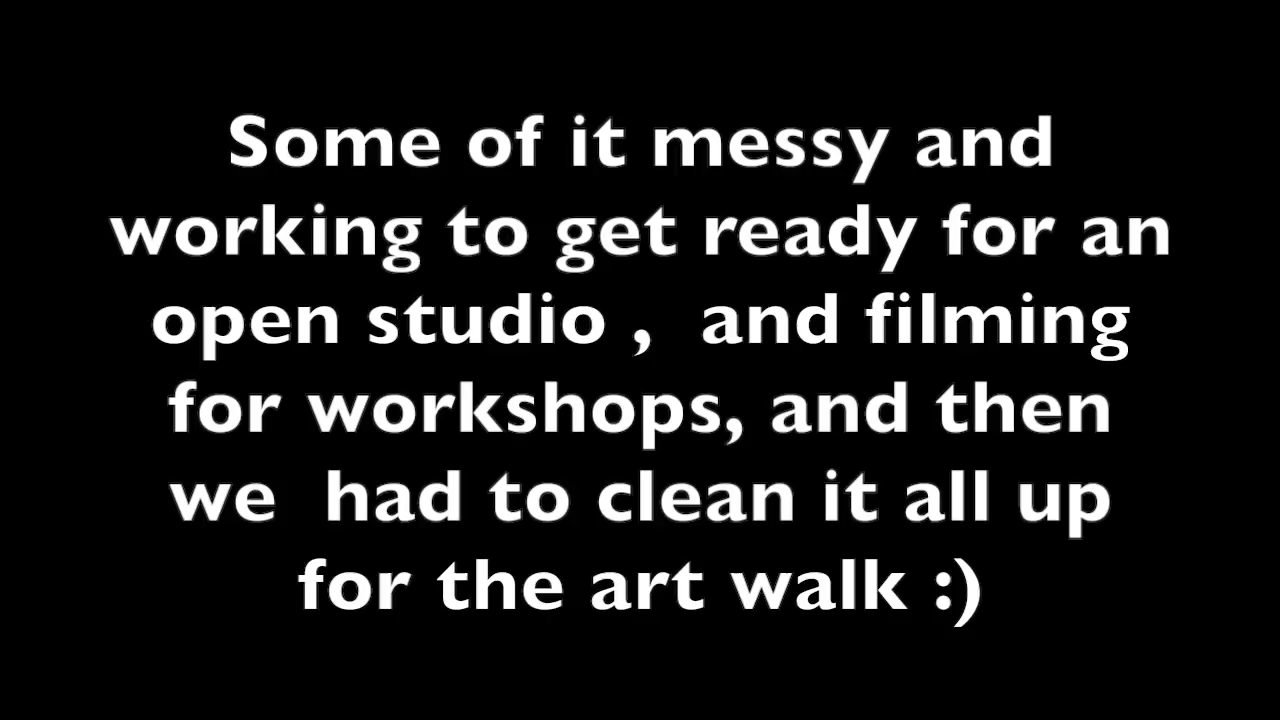 Some of it messy and
working to get ready for an
open studio ,  and filming
for workshops, and then
we  had to clean it all up
for the art walk :)